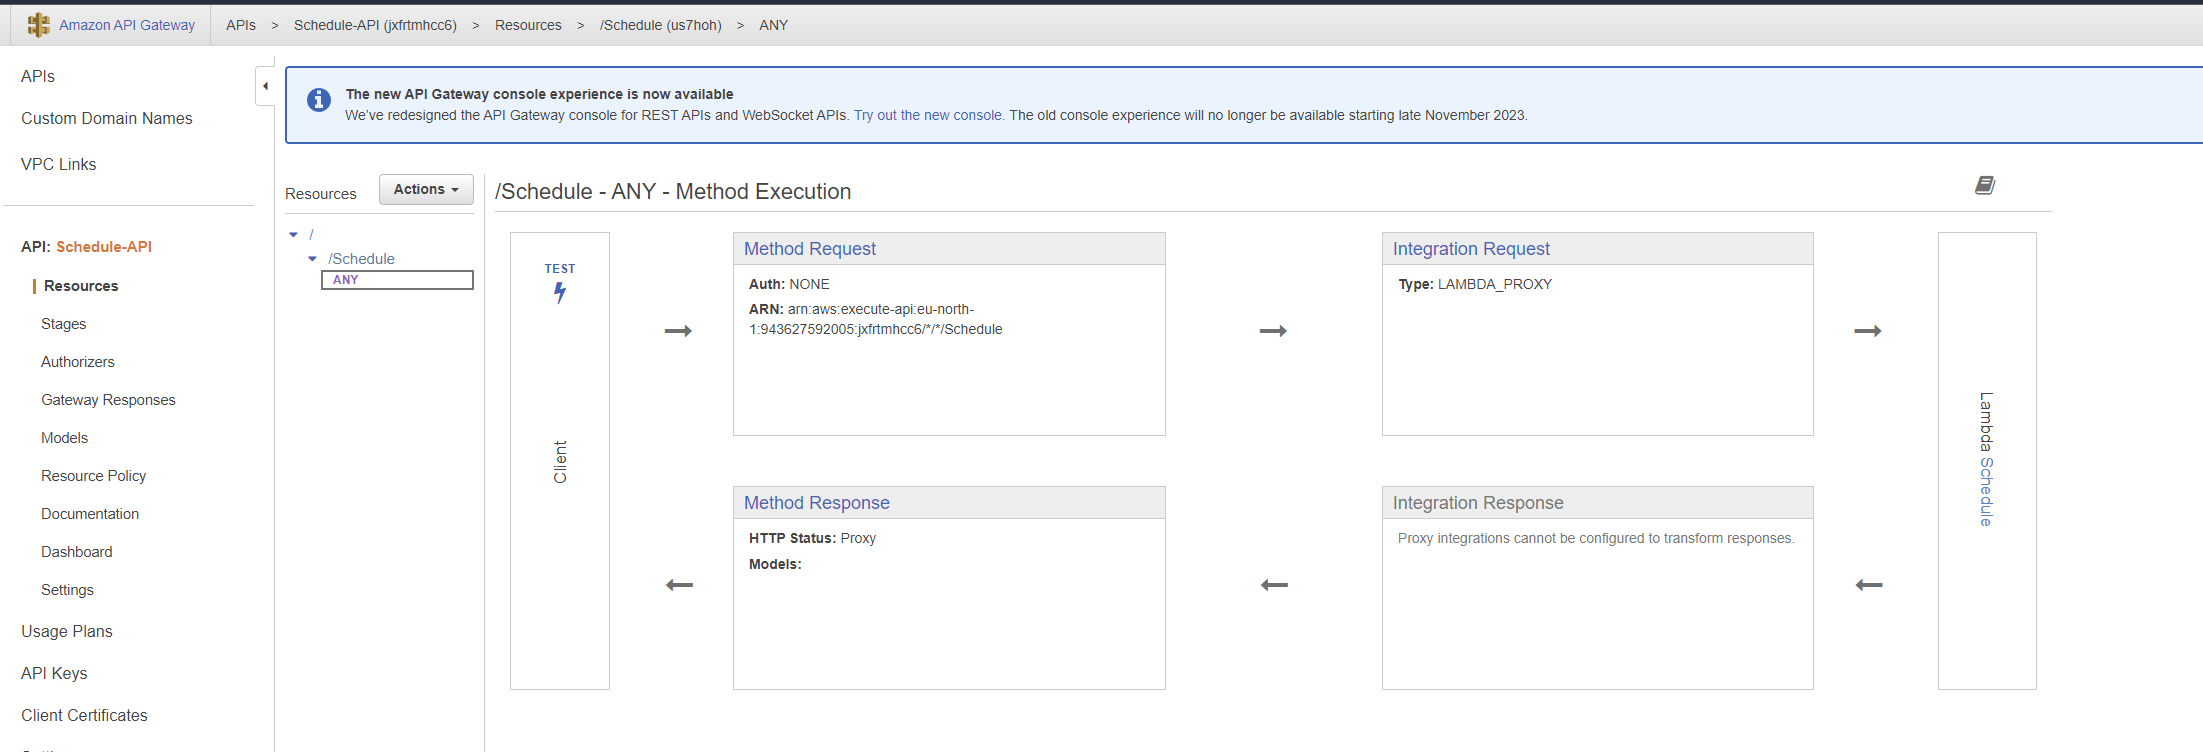 Amazon API Gateway
APIs > Schedule-API (jxfrtmhcc6) > Resources > /Schedule (us7hoh) > ANY
APIs
Custom Domain Names
VPC Links
API: Schedule-API
Resources
Stages
Authorizers
Gateway Responses
Models
Resource Policy
Documentation
Dashboard
Settings
Usage Plans
API Keys
Client Certificates
The new API Gateway console experience is now available
We've redesigned the API Gateway console for REST APIs and WebSocket APIs. Try out the new console. The old console experience will no longer be available starting late November 2023.
Resources
Actions
/
/Schedule
ANY
/Schedule - ANY - Method Execution
TEST
Client
Method Request
Auth: NONE
ARN: arn:aws:execute-api:eu-north-
1:943627592005:jxfrtmhcc6/*/*/Schedule
Integration Request
Type: LAMBDA_PROXY
Lambda Schedule
Method Response
HTTP Status: Proxy
Models:
Integration Response
Proxy integrations cannot be configured to transform responses.